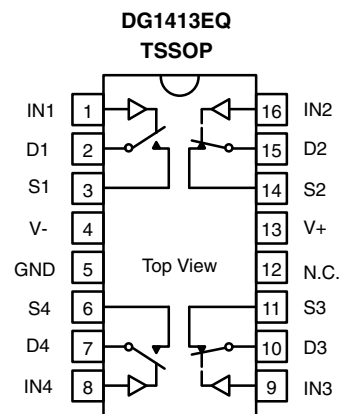 DG1413EQ
TSSOP
IN1 1 16 IN2
D1 2 15 D2
S1 3 14 S2
V- 4 13 V+
GND 5 Top View 12 N.C.
S4 6 11 S3
D4 7 10 D3
IN4 8 9 IN3